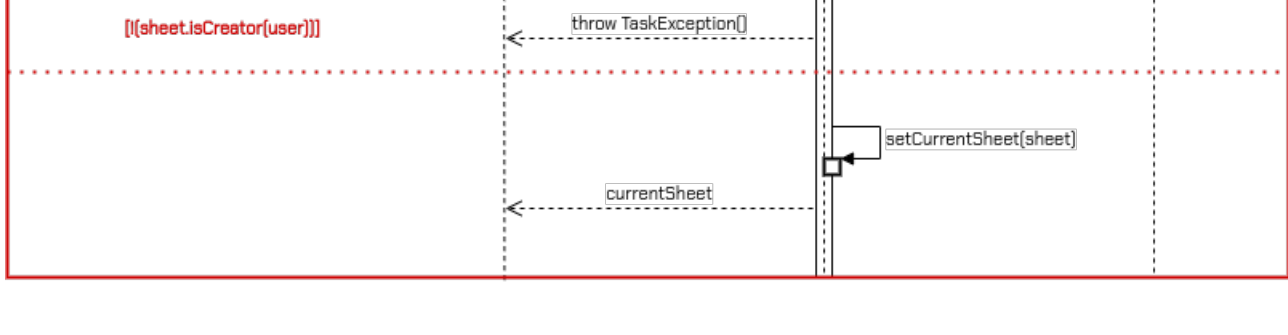 [!(sheet.isCreator(user))]
throw TaskException()
setCurrentSheet(sheet)
currentSheet